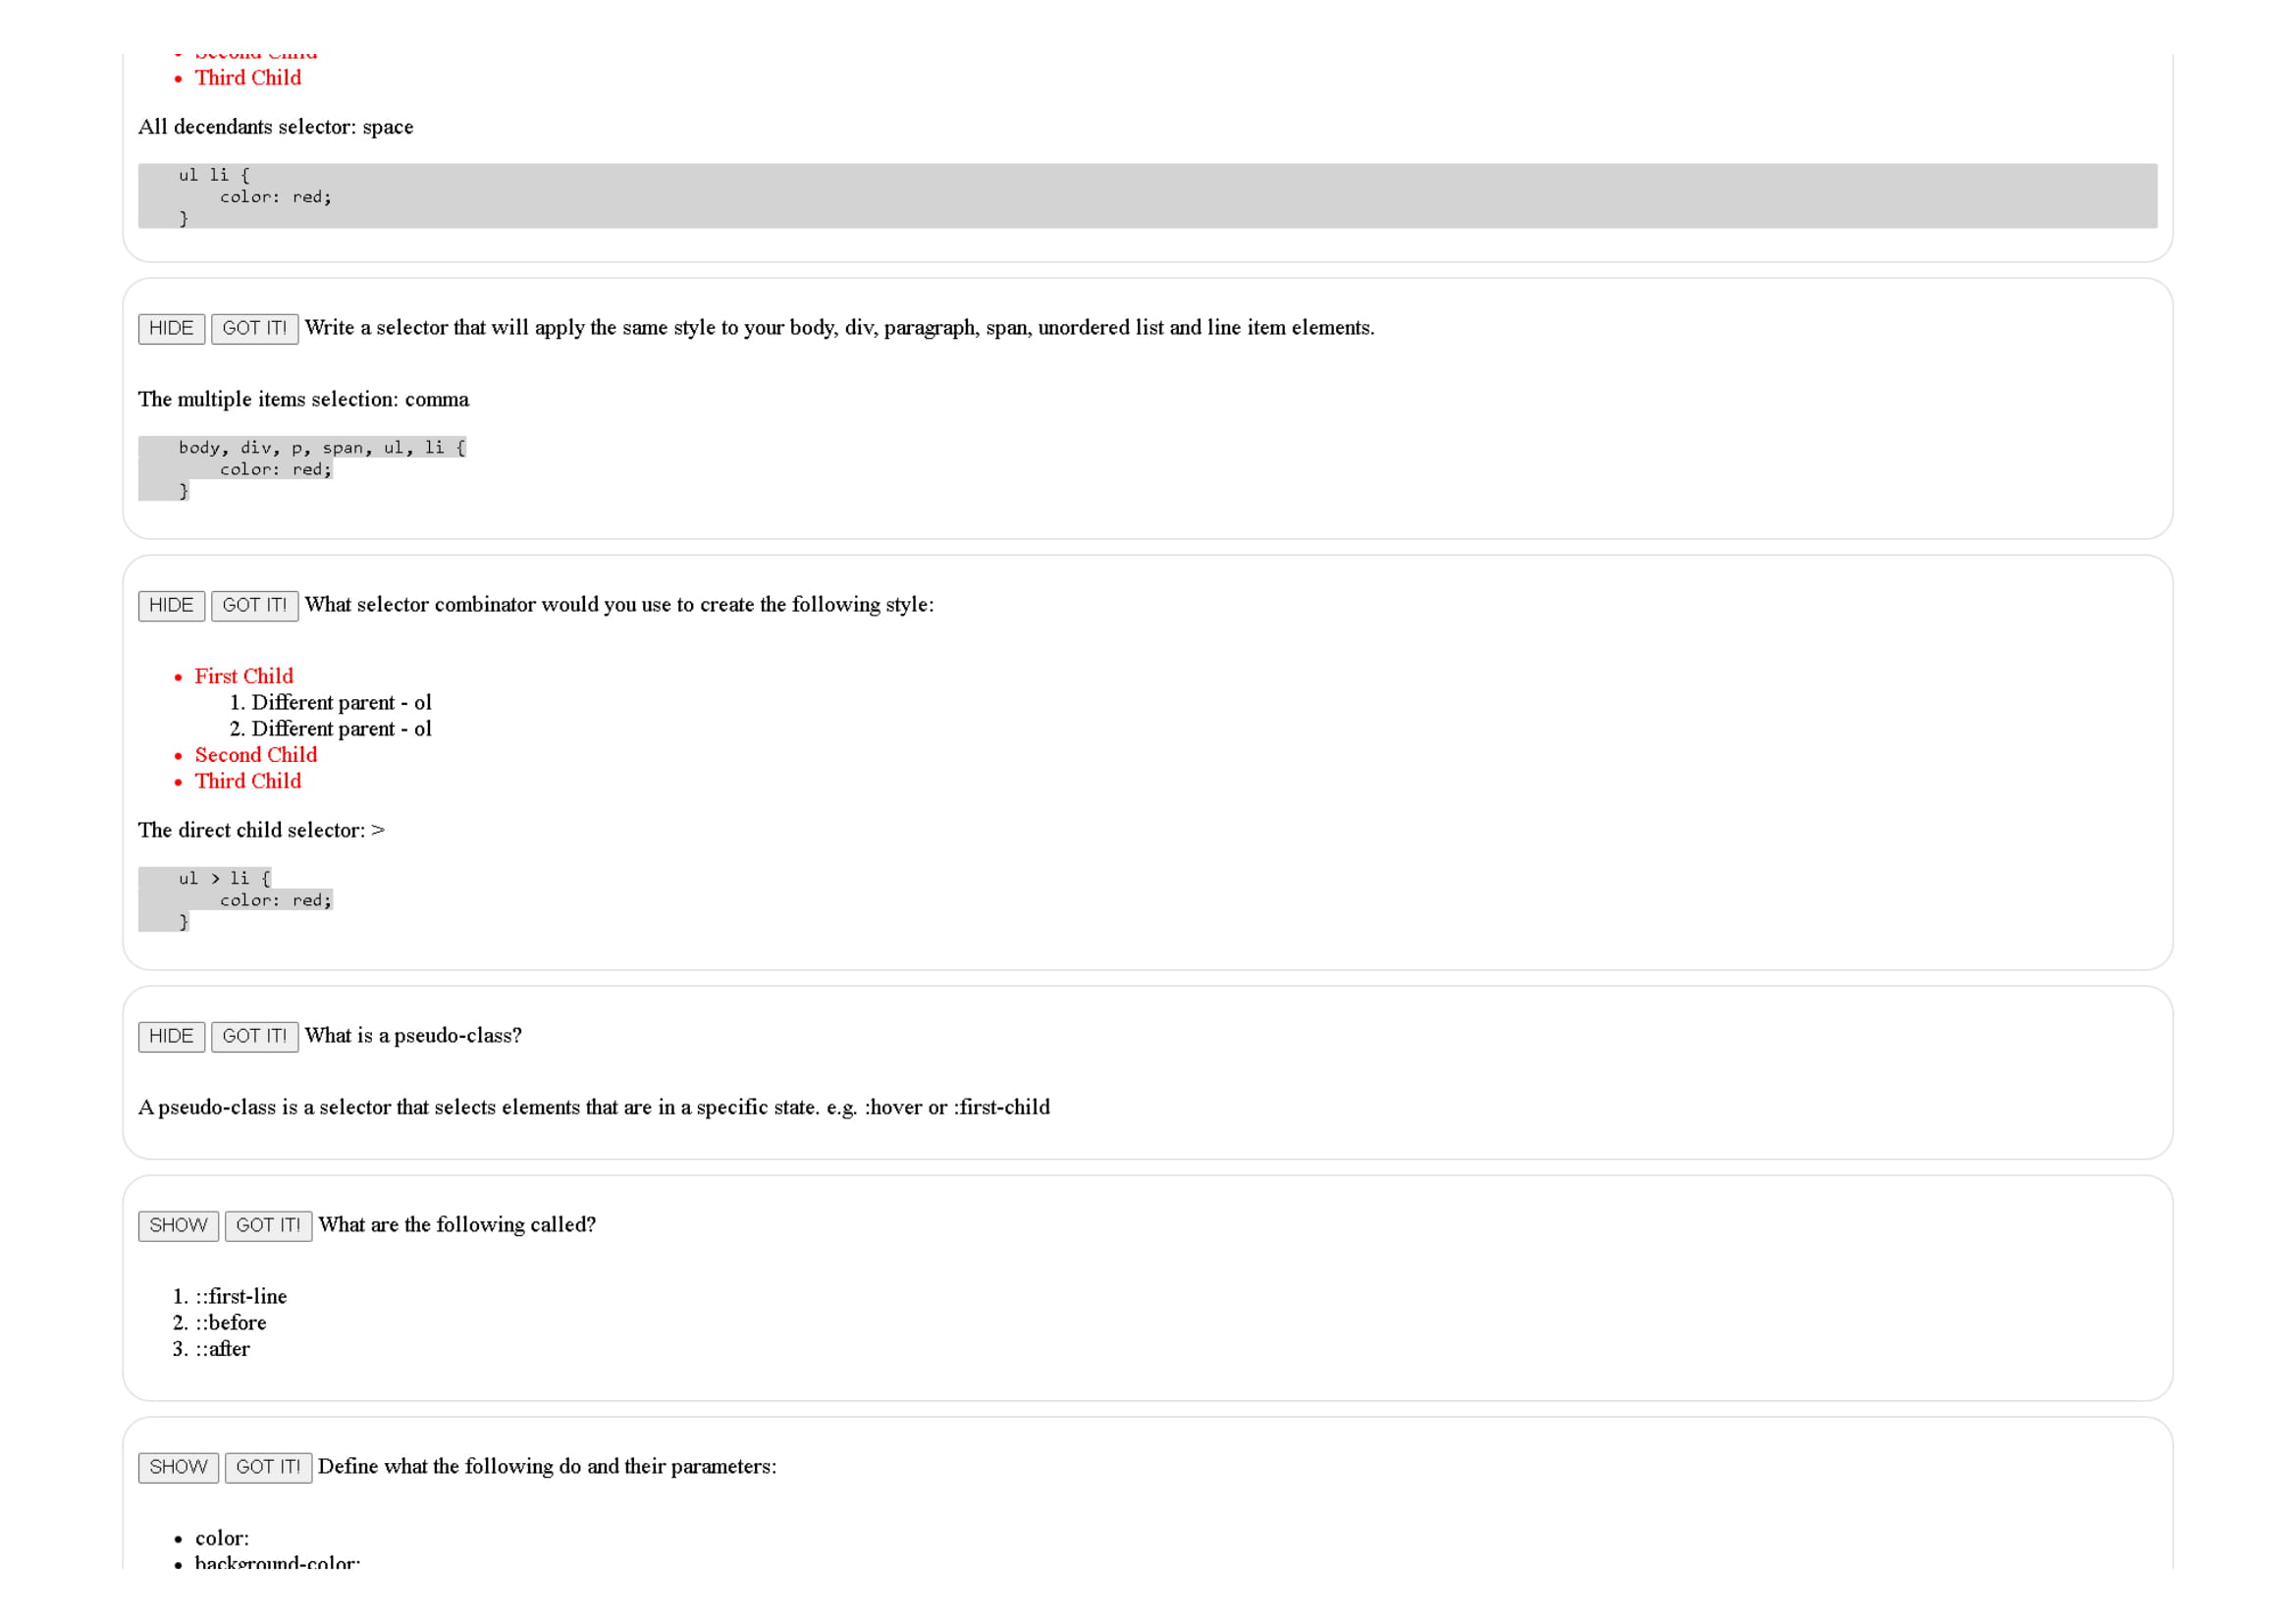 Second Child
Third Child
All decendants selector: space
ul li {
color: red;
}
HIDE GOT IT! Write a selector that will apply the same style to your body, div, paragraph, span, unordered list and line item elements.
The multiple items selection: comma
body, div, p, span, ul, li {
color: red;
}
HIDE GOT IT! What selector combinator would you use to create the following style:
First Child
1. Different parent - ol
2. Different parent - ol
Second Child
Third Child
The direct child selector: >
ul > li {
color: red;
}
HIDE GOT IT! What is a pseudo-class?
A pseudo-class is a selector that selects elements that are in a specific state. e.g. :hover or :first-child
SHOW GOT IT! What are the following called?
1. ::first-line
2. ::before
3. ::after
SHOW GOT IT! Define what the following do and their parameters:
color:
background-color: